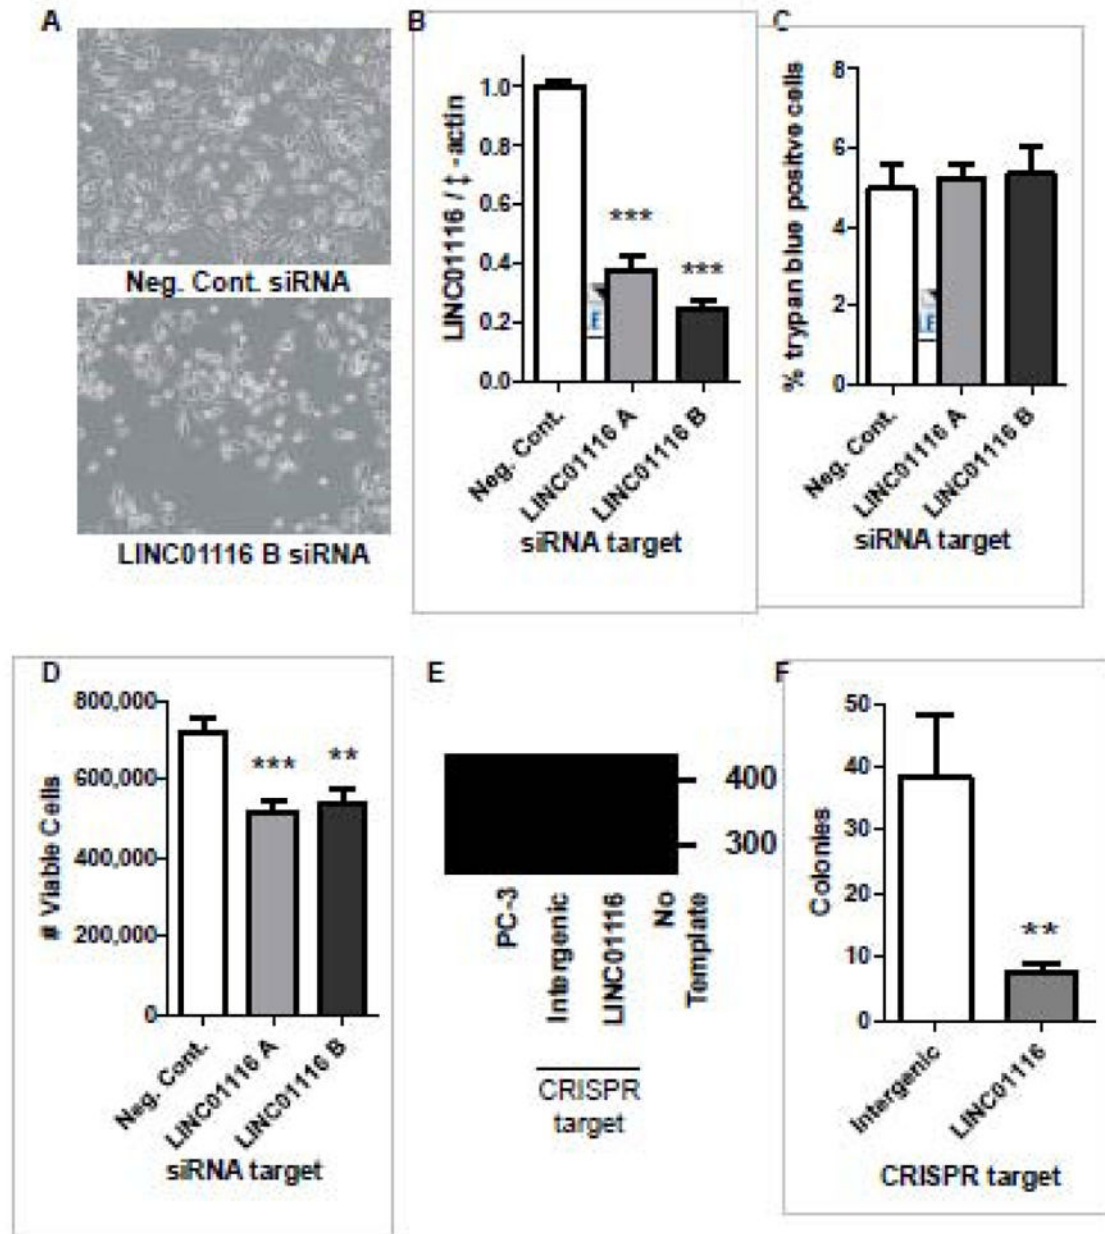 A
Neg. Cont. siRNA
LINC01116 B siRNA
B
LINC01116 / ‡ -actin
1.0
0.8
0.6
0.4
0.2
0.0
***
***
Neg. Cont.
LINC01116 A
LINC01116 B
siRNA target
C
% trypan blue positve cells
8
6
4
2
0
Neg. Cont.
LINC01116 A
LINC01116 B
siRNA target
D
# Viable Cells
800,000
600,000
400,000
200,000
0
***
**
Neg. Cont.
LINC01116 A
LINC01116 B
siRNA target
E
400
300
PC-3
Intergenic
LINC01116
No
Template
CRISPR
target
F
Colonies
50
40
30
20
10
0
**
Intergenic
LINC01116
CRISPR target